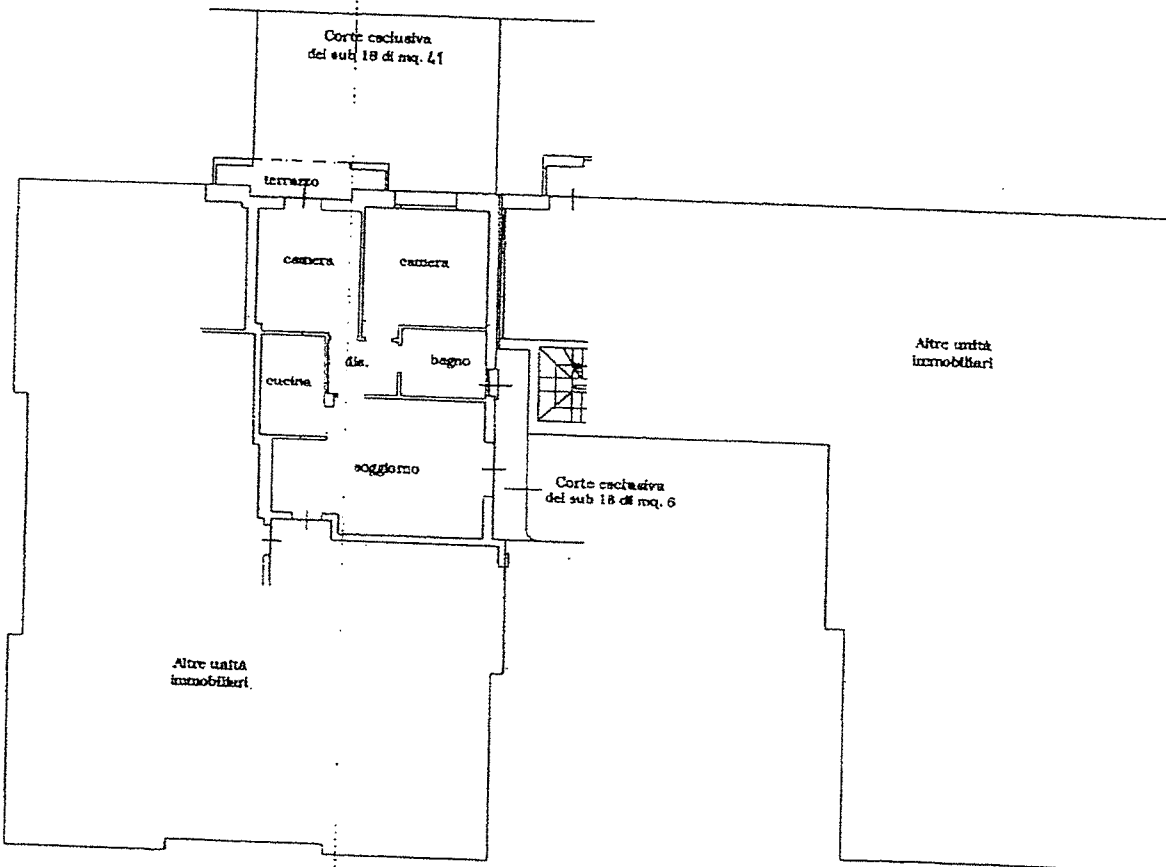 Corte esclusiva
del sub 18 di mq. 41
terrazzo
camera
camera
Altre unità
immobiliari
dis.
bagno
cucina
soggiorno
Corte esclusiva
del sub 18 di mq. 6
Altre unità
immobiliari